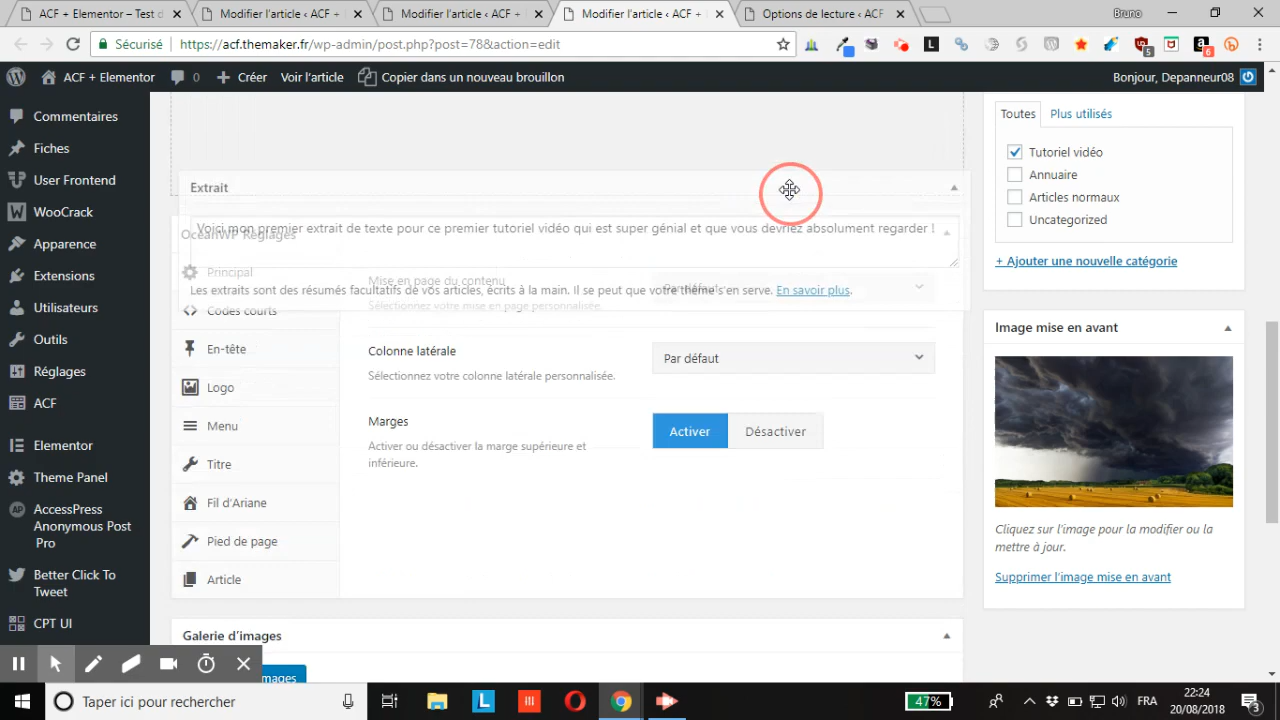 ACF + Elementor – Test d
Modifier l'article ‹ ACF +
Modifier l'article ‹ ACF +
Modifier l'article ‹ ACF +
Options de lecture ‹ ACF
Bruno
Sécurisé
https://acf.themaker.fr/wp-admin/post.php?post=78&action=edit
5
6
ACF + Elementor
0
Créer
Voir l'article
Copier dans un nouveau brouillon
Bonjour, Depanneur08
Commentaires
Fiches
User Frontend
WooCrack
Apparence
Extensions
Utilisateurs
Outils
Réglages
ACF
Elementor
Theme Panel
AccessPress
Anonymous Post
Pro
Better Click To
Tweet
CPT UI
Extrait
Voici mon premier extrait de texte pour ce premier tutoriel vidéo qui est super génial et que vous devriez absolument regarder !
OceanWP Réglages
Les extraits sont des résumés facultatifs de vos articles, écrits à la main. Il se peut que votre thème s'en serve. En savoir plus.
Principal
Codes courts
En-tête
Logo
Menu
Titre
Fil d'Ariane
Pied de page
Article
Mise en page du contenu
Sélectionnez votre mise en page personnalisée.
Par défaut
Colonne latérale
Sélectionnez votre colonne latérale personnalisée.
Par défaut
Marges
Activer ou désactiver la marge supérieure et
inférieure.
Activer
Désactiver
Galerie d'images
images
Toutes
Plus utilisés
Tutoriel vidéo
Annuaire
Articles normaux
Uncategorized
+ Ajouter une nouvelle catégorie
Image mise en avant
Cliquez sur l'image pour la modifier ou la
mettre à jour.
Supprimer l'image mise en avant
Taper ici pour rechercher
47%
FRA
22:24
20/08/2018
3